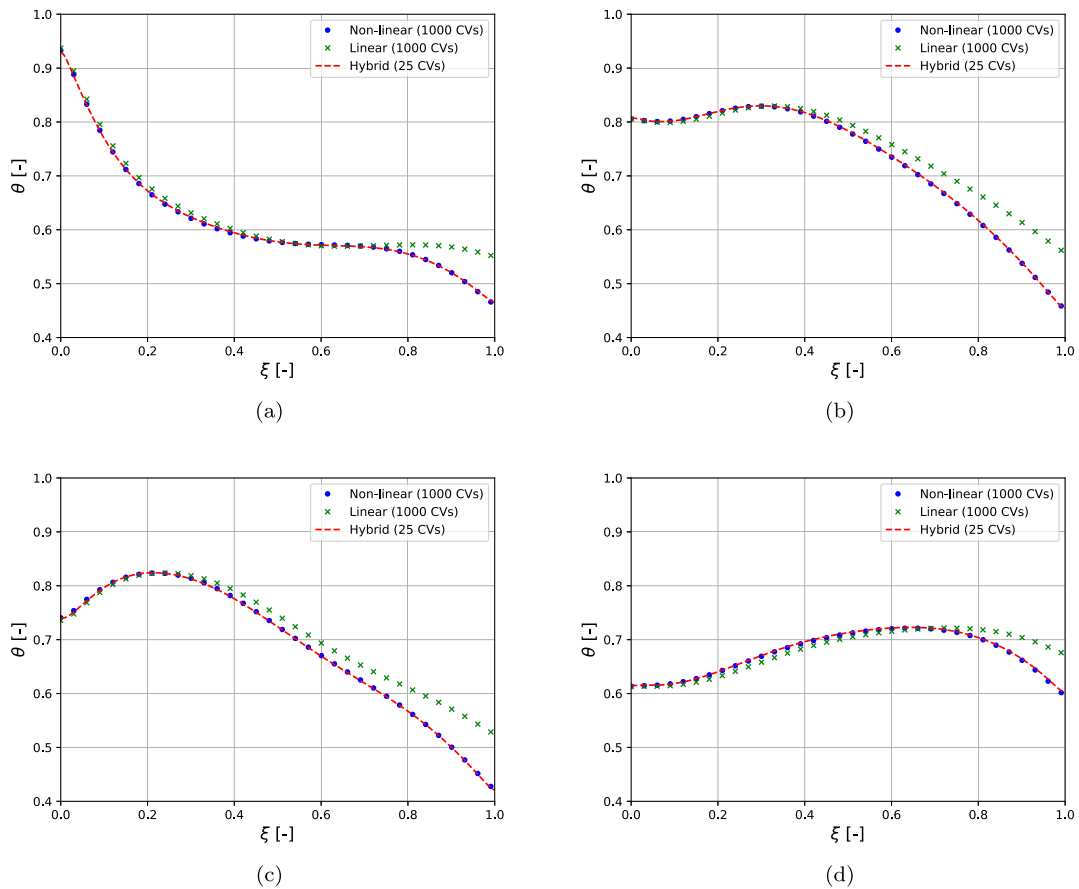 1.0
0.9
0.8
0.7
0.6
0.5
0.4
θ [-]
0.0 0.2 0.4 0.6 0.8 1.0
ξ [-]
Non-linear (1000 CVs)
Linear (1000 CVs)
Hybrid (25 CVs)
(a)
1.0
0.9
0.8
0.7
0.6
0.5
0.4
θ [-]
0.0 0.2 0.4 0.6 0.8 1.0
ξ [-]
Non-linear (1000 CVs)
Linear (1000 CVs)
Hybrid (25 CVs)
(b)
1.0
0.9
0.8
0.7
0.6
0.5
0.4
θ [-]
0.0 0.2 0.4 0.6 0.8 1.0
ξ [-]
Non-linear (1000 CVs)
Linear (1000 CVs)
Hybrid (25 CVs)
(c)
1.0
0.9
0.8
0.7
0.6
0.5
0.4
θ [-]
0.0 0.2 0.4 0.6 0.8 1.0
ξ [-]
Non-linear (1000 CVs)
Linear (1000 CVs)
Hybrid (25 CVs)
(d)